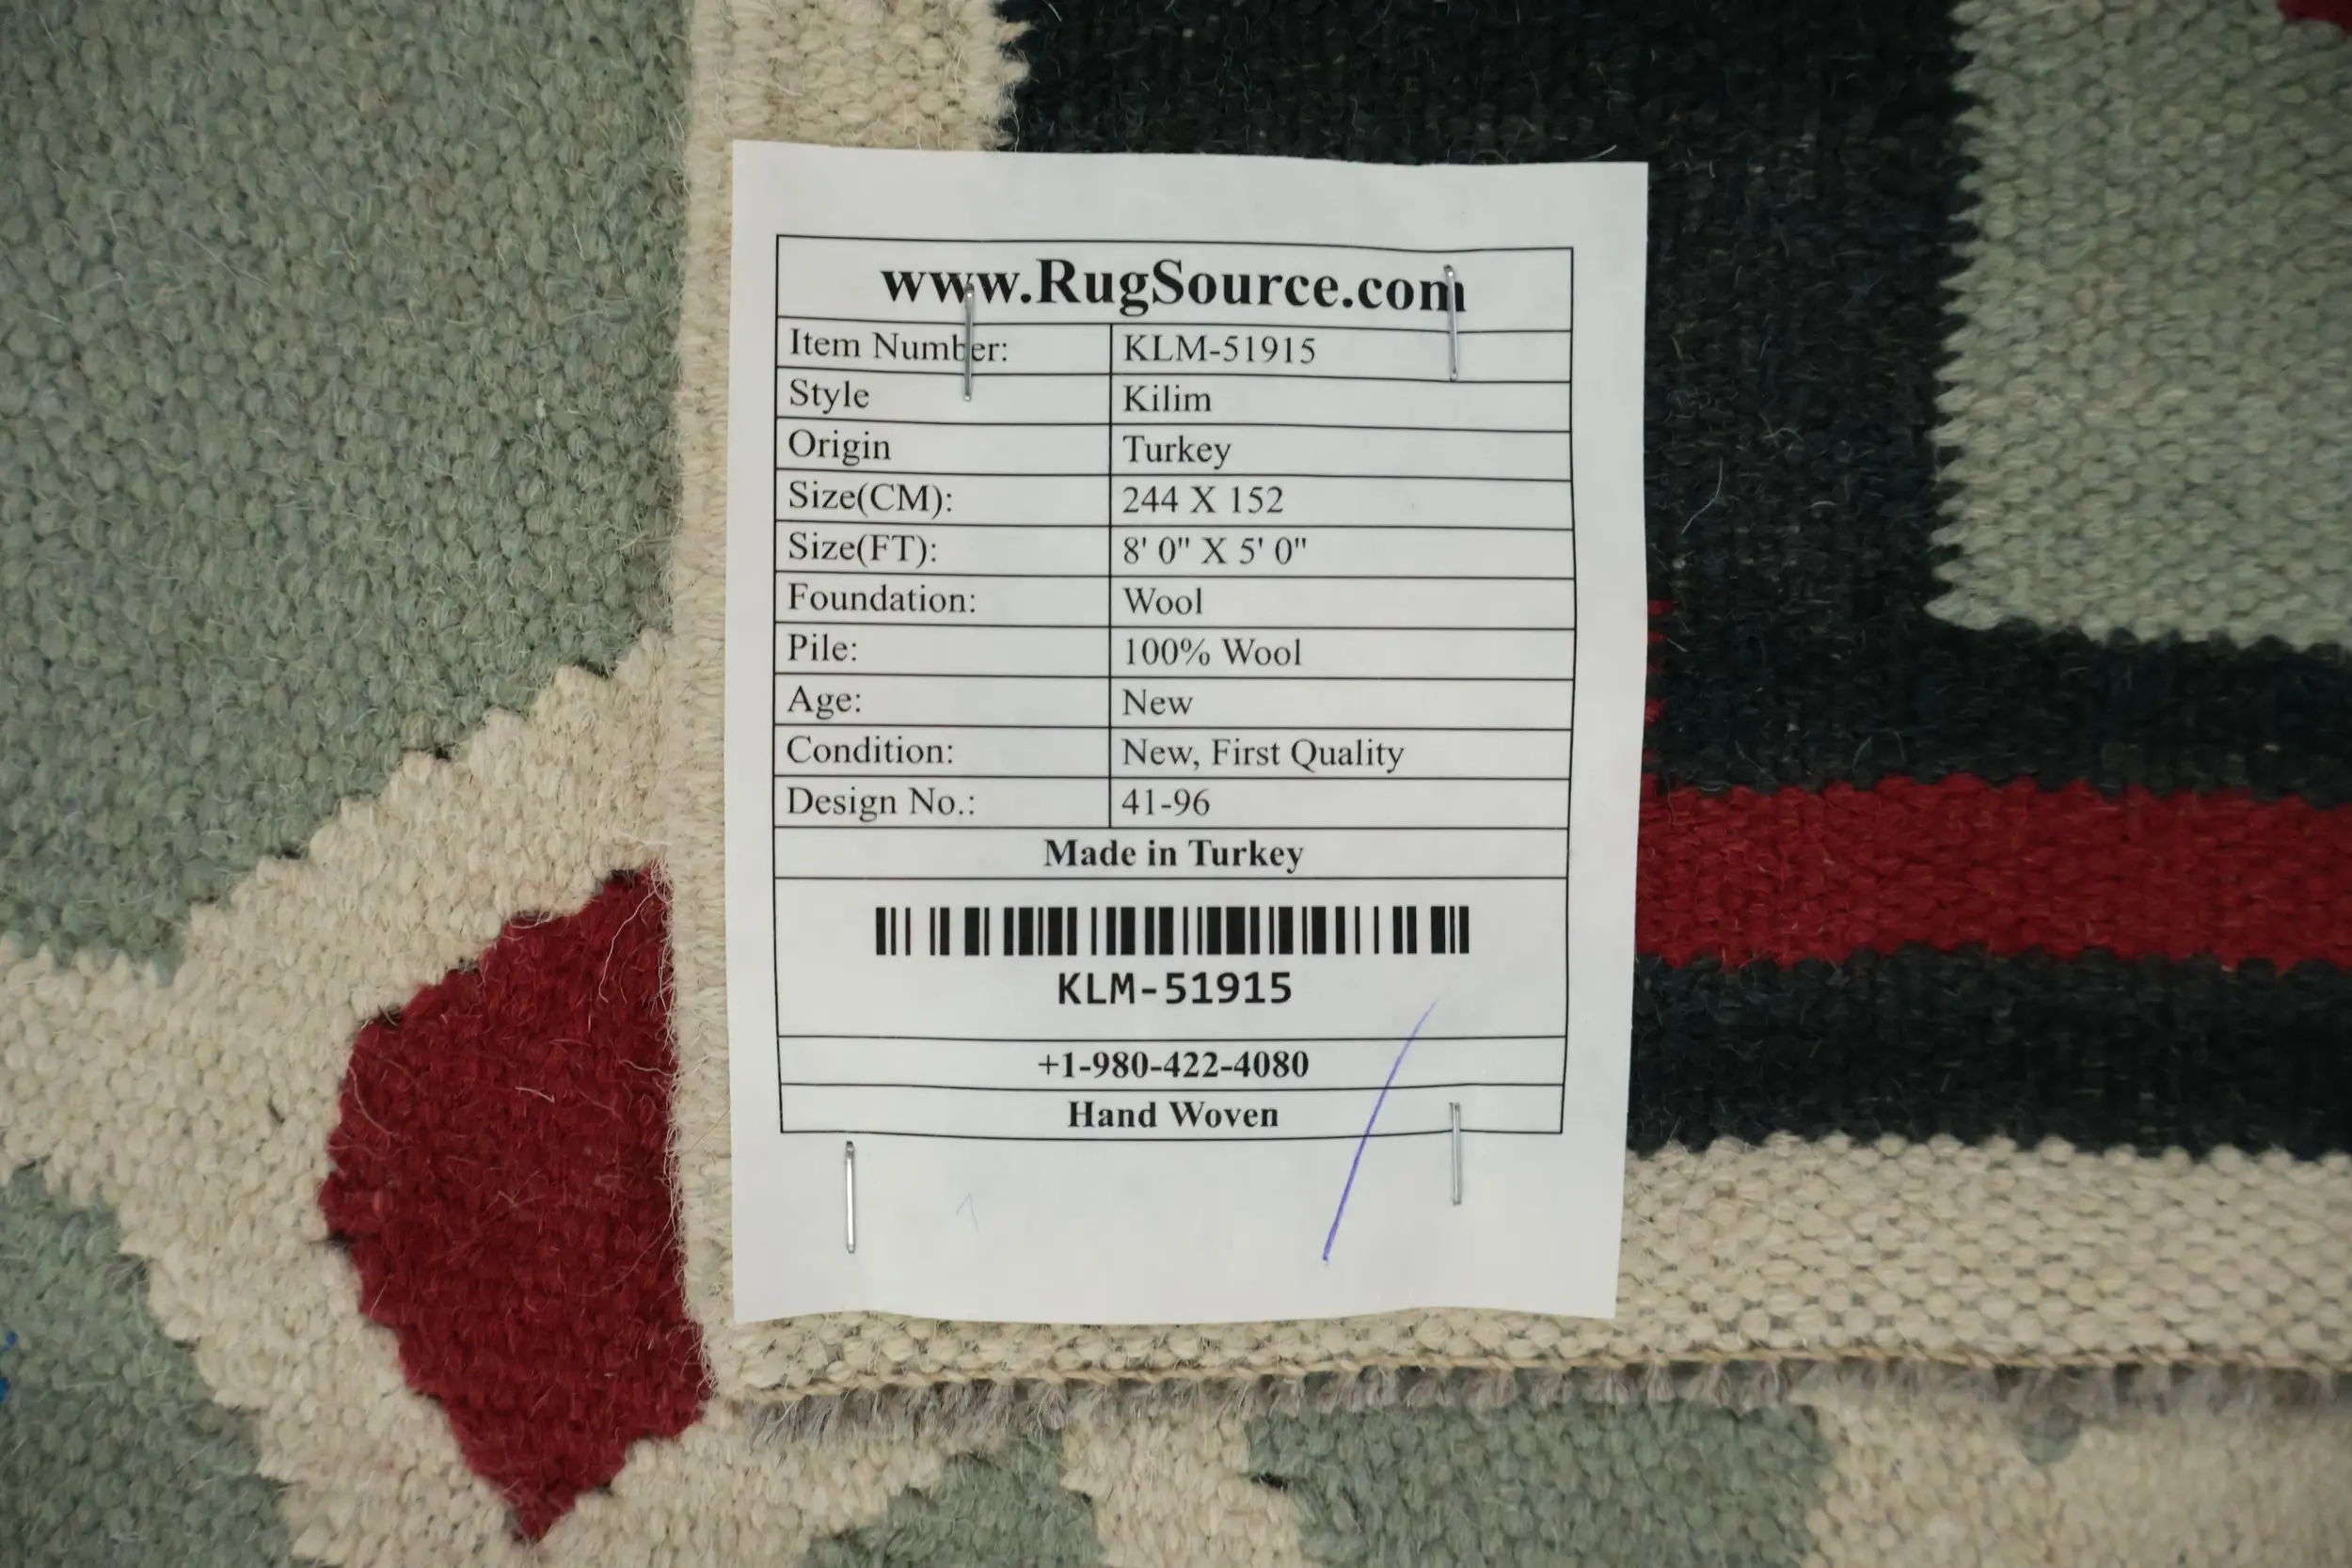 www.RugSource.com
Item Number: KLM-51915
Style Kilim
Origin Turkey
Size(CM): 244 X 152
Size(FT): 8' 0" X 5' 0"
Foundation: Wool
Pile: 100% Wool
Age: New
Condition: New, First Quality
Design No.: 41-96
Made in Turkey
KLM-51915
+1-980-422-4080
Hand Woven